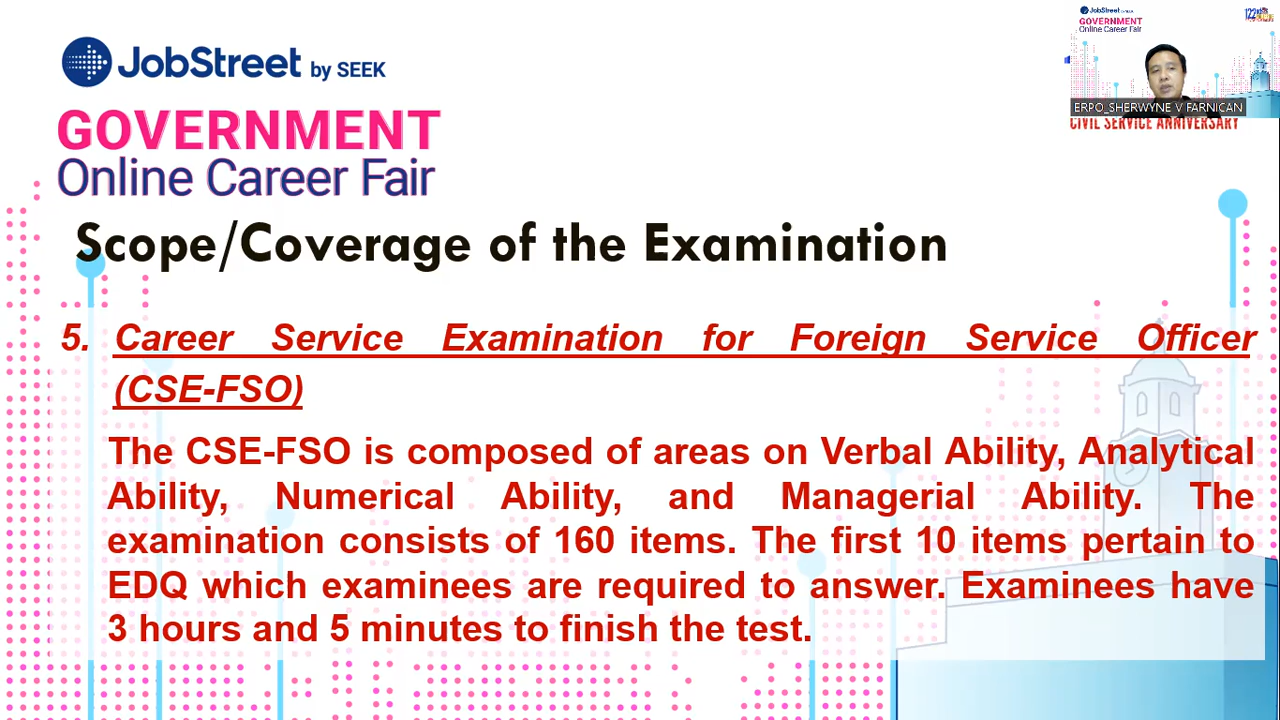 JobStreet by SEEK
GOVERNMENT
Online Career Fair
Scope/Coverage of the Examination
5. Career Service Examination for Foreign Service Officer
(CSE-FSO)
The CSE-FSO is composed of areas on Verbal Ability, Analytical
Ability, Numerical Ability, and Managerial Ability. The
examination consists of 160 items. The first 10 items pertain to
EDQ which examinees are required to answer. Examinees have
3 hours and 5 minutes to finish the test.
JobStreet by SEEK
GOVERNMENT
Online Career Fair
122
ERPO_SHERWYNE V FARNICAN
CIVIL SERVICE ANNIVERSARY